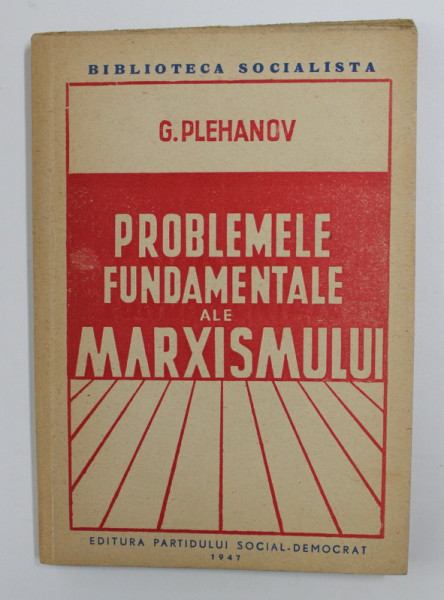 BIBLIOTECA SOCIALISTA
G. PLEHANOV
PROBLEMELE
FUNDAMENTALE
ALE
MARXISMULUI
EDITURA PARTIDULUI SOCIAL-DEMOCRAT
1947